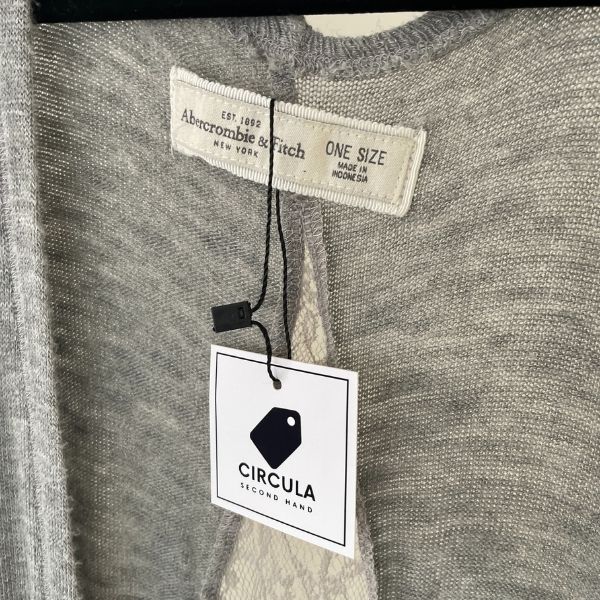 EST. 1892
Abercrombie & Fitch
NEW YORK
ONE SIZE
MADE IN
INDONESIA
CIRCULA
SECOND HAND